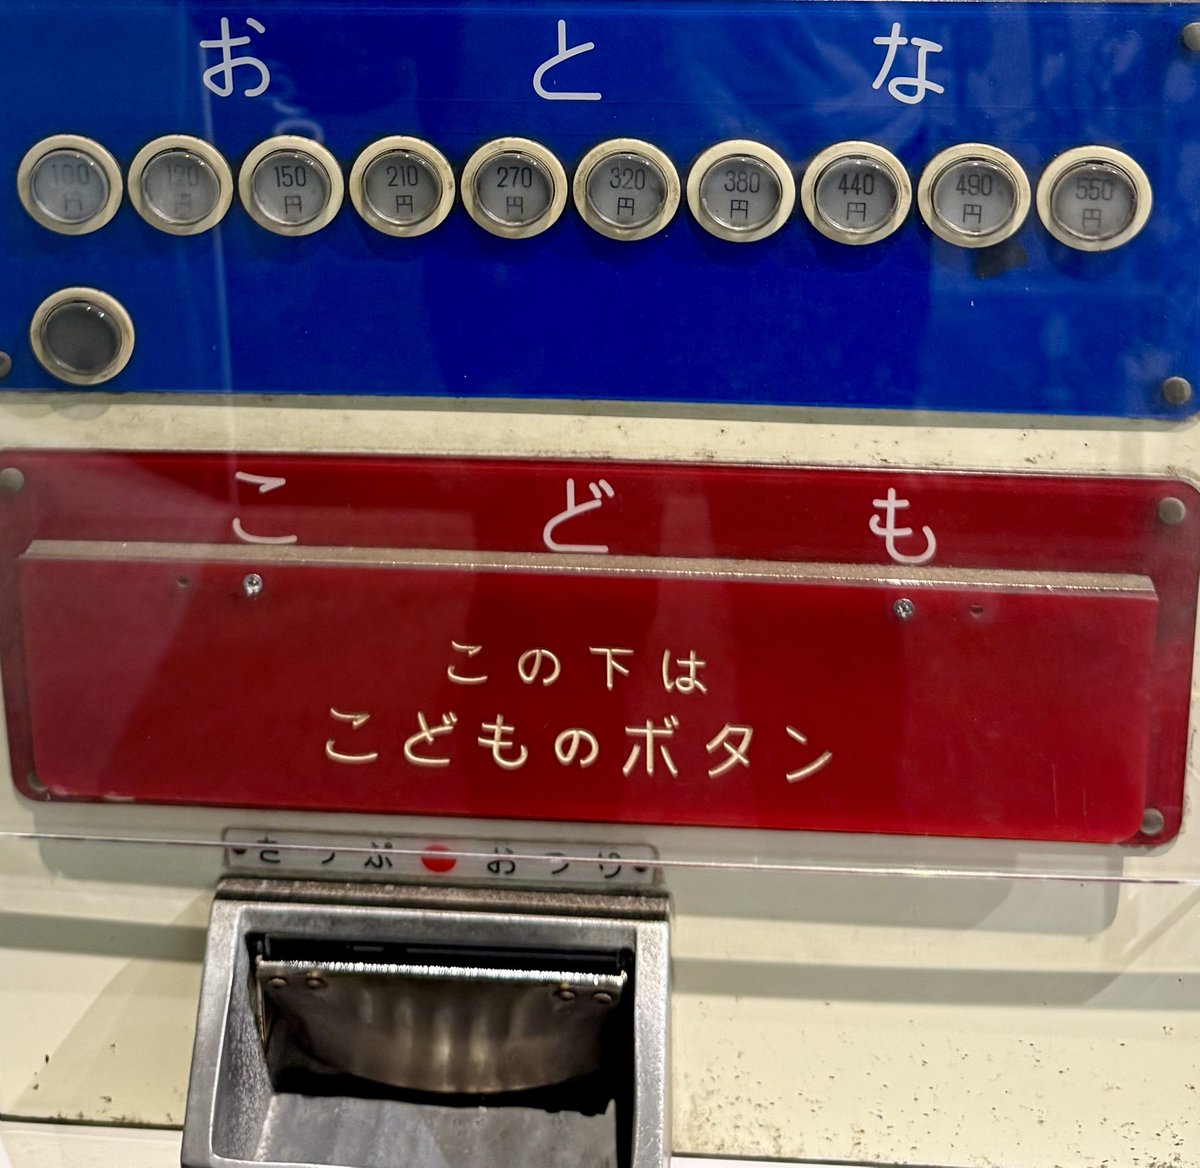 おとな
100円 120円 150円 210円 270円 320円 380円 440円 490円 550円
こども
この下は
こどものボタン
きっぷ おつり